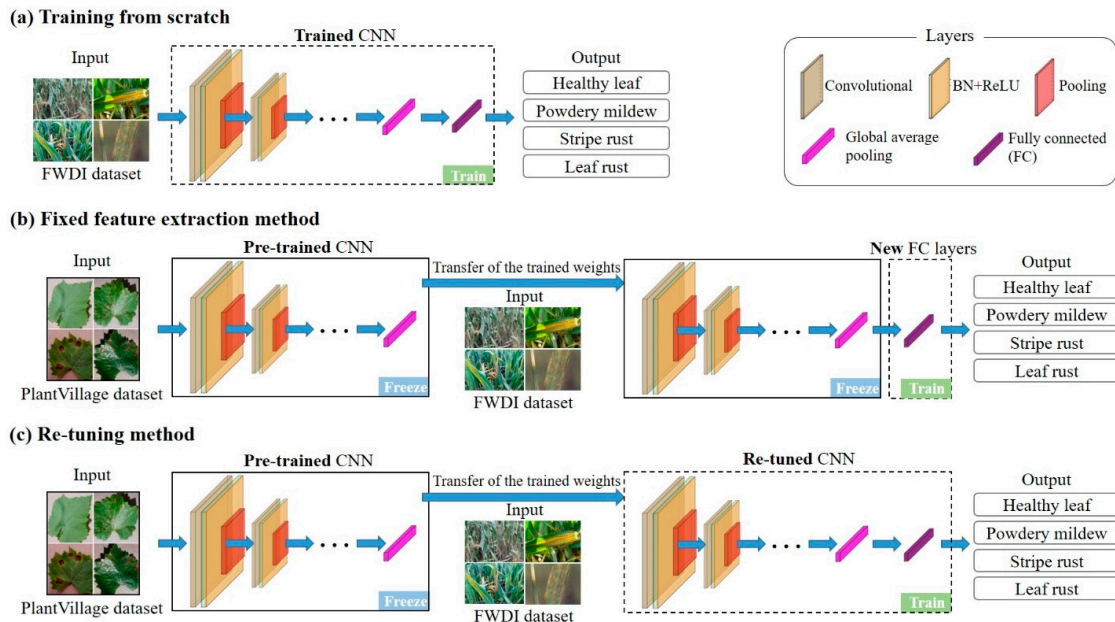 (a) Training from scratch
Input
Trained CNN
Output
Healthy leaf
Powdery mildew
Stripe rust
Leaf rust
FWDI dataset
Train
Layers
Convolutional
BN+ReLU
Pooling
Global average
pooling
Fully connected
(FC)
(b) Fixed feature extraction method
Input
Pre-trained CNN
Transfer of the trained weights
Input
New FC layers
Output
Healthy leaf
Powdery mildew
Stripe rust
Leaf rust
PlantVillage dataset
Freeze
FWDI dataset
Freeze
Train
(c) Re-tuning method
Input
Pre-trained CNN
Transfer of the trained weights
Input
Re-tuned CNN
Output
Healthy leaf
Powdery mildew
Stripe rust
Leaf rust
PlantVillage dataset
Freeze
FWDI dataset
Train